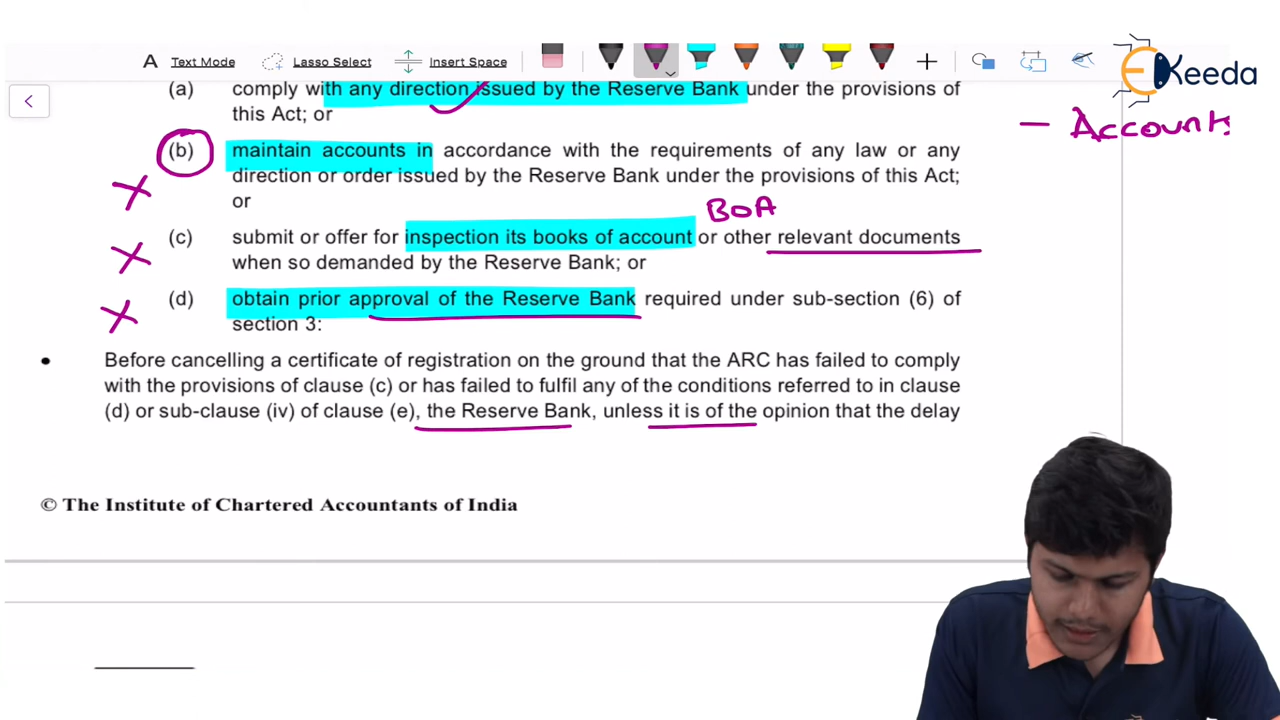 A Text Mode Lasso Select Insert Space
Keeda
(a) comply with any direction issued by the Reserve Bank under the provisions of
this Act; or
— Accounts
(b) maintain accounts in accordance with the requirements of any law or any
direction or order issued by the Reserve Bank under the provisions of this Act;
or
BOA
(c) submit or offer for inspection its books of account or other relevant documents
when so demanded by the Reserve Bank; or
(d) obtain prior approval of the Reserve Bank required under sub-section (6) of
section 3:
• Before cancelling a certificate of registration on the ground that the ARC has failed to comply
with the provisions of clause (c) or has failed to fulfil any of the conditions referred to in clause
(d) or sub-clause (iv) of clause (e), the Reserve Bank, unless it is of the opinion that the delay
© The Institute of Chartered Accountants of India